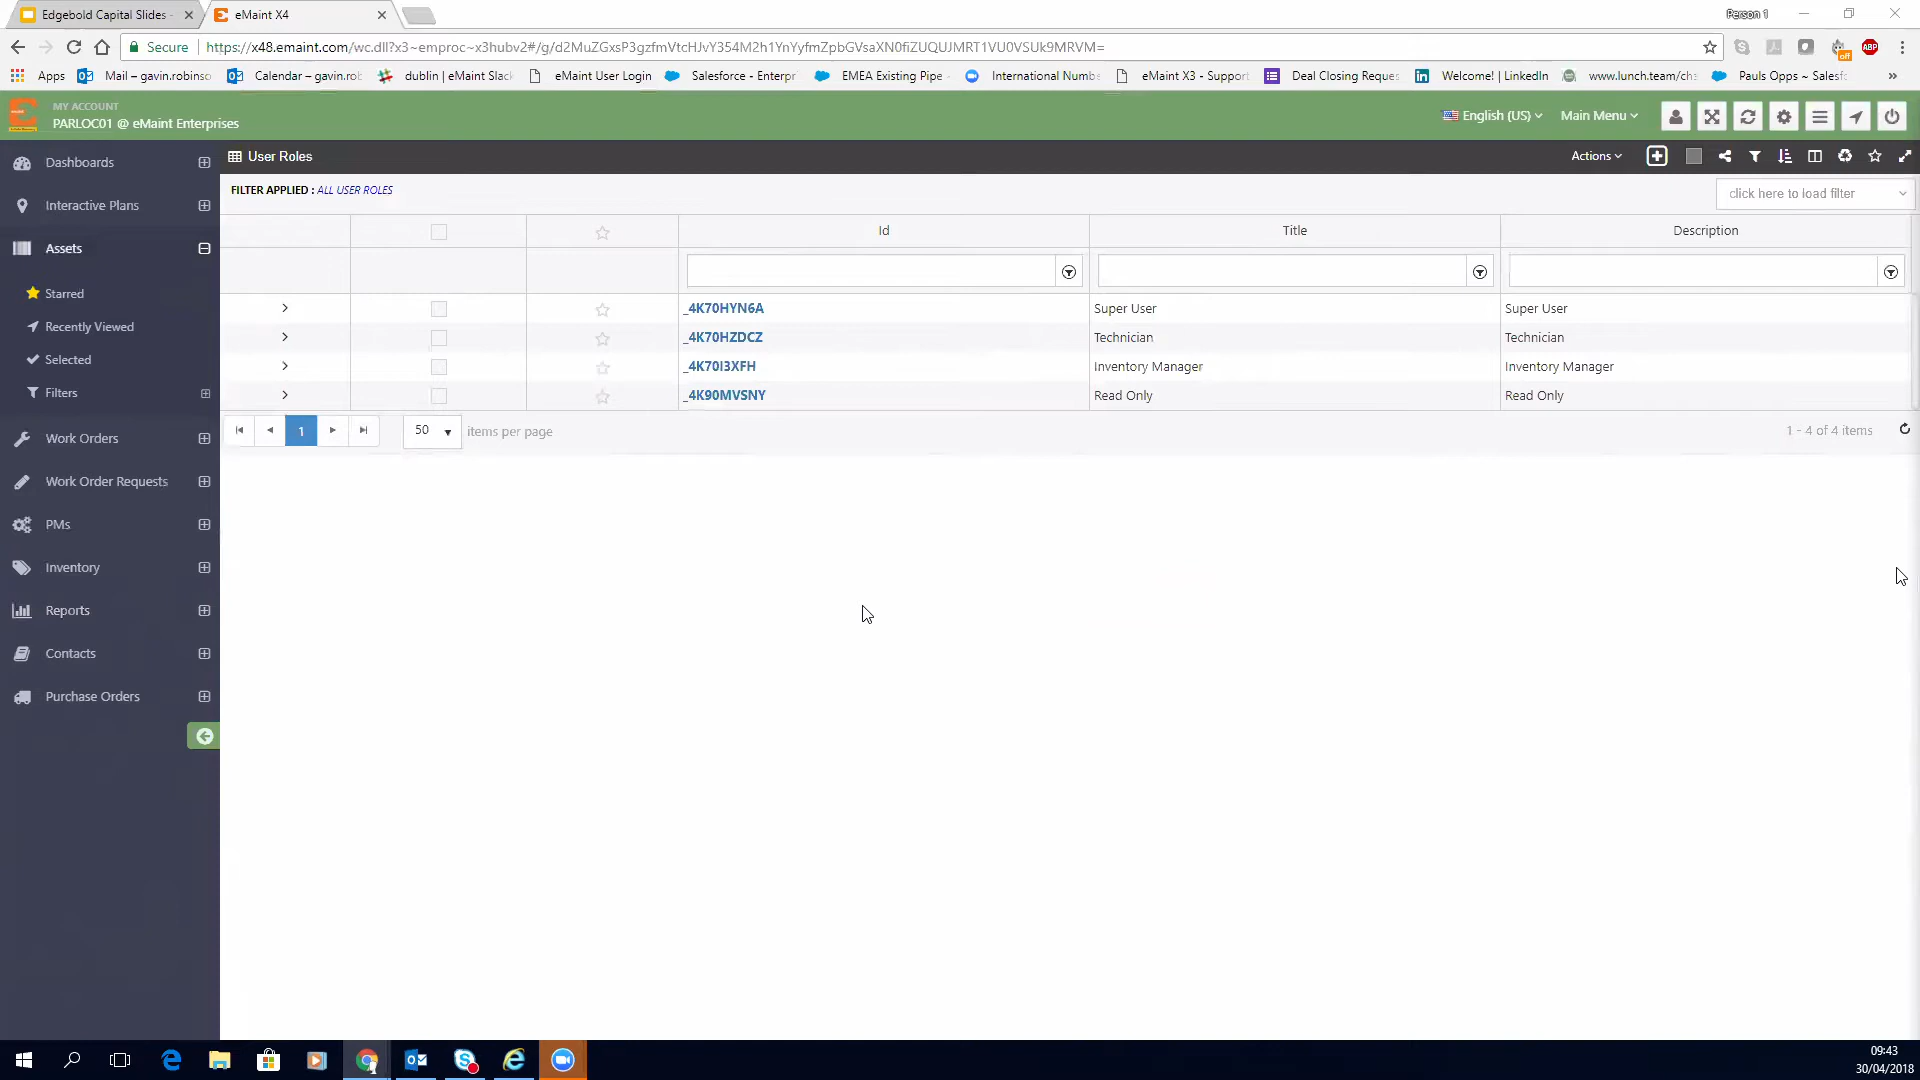 Edgebold Capital Slides -
eMaint X4
Person 1
Secure
https://x48.emaint.com/wc.dll?x3~emproc~x3hubv2#/g/d2MuZGxsP3gzfmVtcHJvY354M2h1YnYyfmZpbGVsaXN0fiZUQUJMRT1VU0VSUk9MRVM=
Apps
Mail – gavin.robinso
Calendar – gavin.rob
dublin | eMaint Slack
eMaint User Login
Salesforce - Enterpr
EMEA Existing Pipe -
International Numbe
eMaint X3 - Support
Deal Closing Reques
Welcome! | LinkedIn
www.lunch.team/ch
Pauls Opps ~ Salesf
MY ACCOUNT
PARLOC01 @ eMaint Enterprises
English (US)
Main Menu
Dashboards
Interactive Plans
Assets
Starred
Recently Viewed
Selected
Filters
Work Orders
Work Order Requests
PMs
Inventory
Reports
Contacts
Purchase Orders
User Roles
Actions
FILTER APPLIED : ALL USER ROLES
click here to load filter
Id Title Description
_4K70HYN6A Super User Super User
_4K70HZDCZ Technician Technician
_4K70I3XFH Inventory Manager Inventory Manager
_4K90MVSNY Read Only Read Only
1
50 items per page
1 - 4 of 4 items
09:43
30/04/2018